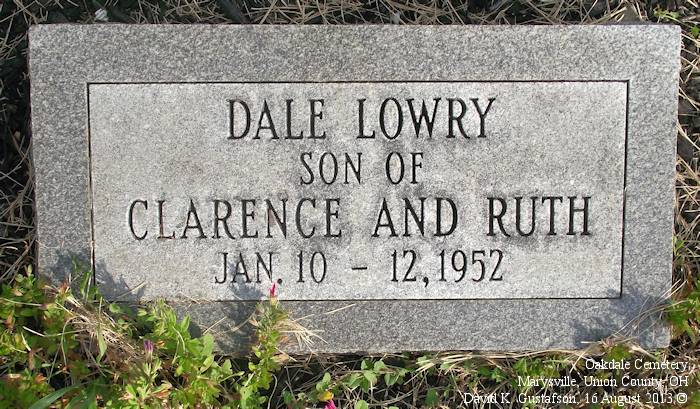 DALE LOWRY
SON OF
CLARENCE AND RUTH
JAN. 10 - 12, 1952
Oakdale Cemetery,
Marysville, Union County, OH
David K. Gustafson, 16 August 2013 ©